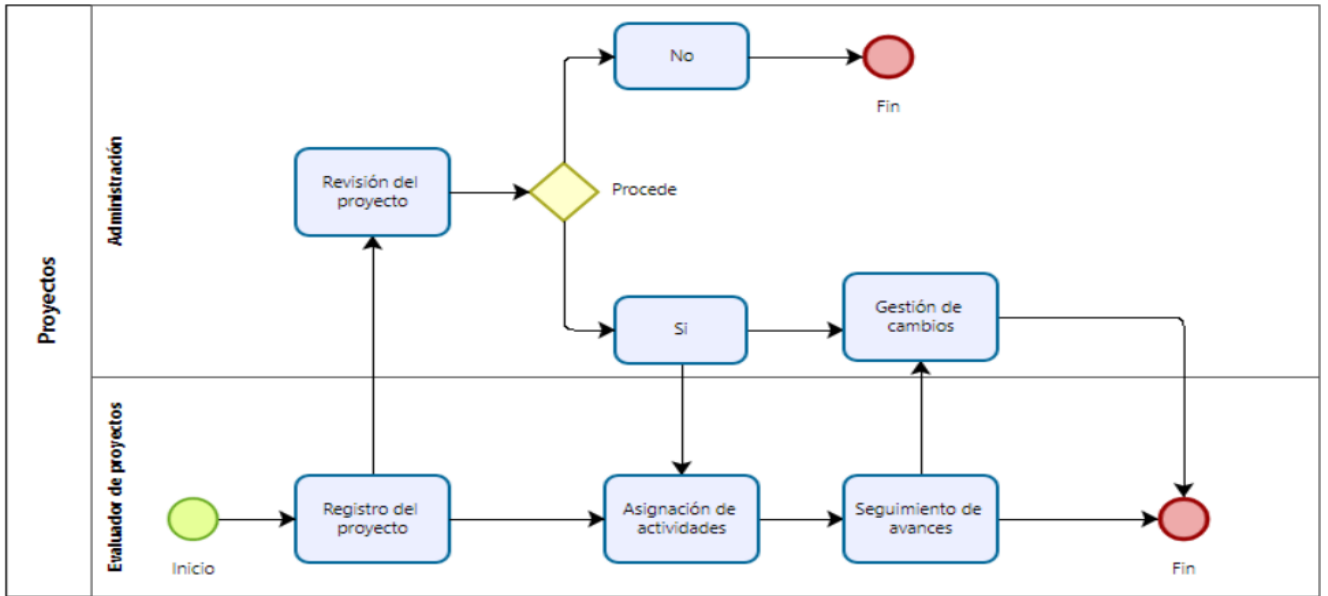 Proyectos
Administración
No
Fin
Revisión del
proyecto
Procede
Si
Gestión de
cambios
Evaluador de proyectos
Inicio
Registro del
proyecto
Asignación de
actividades
Seguimiento de
avances
Fin